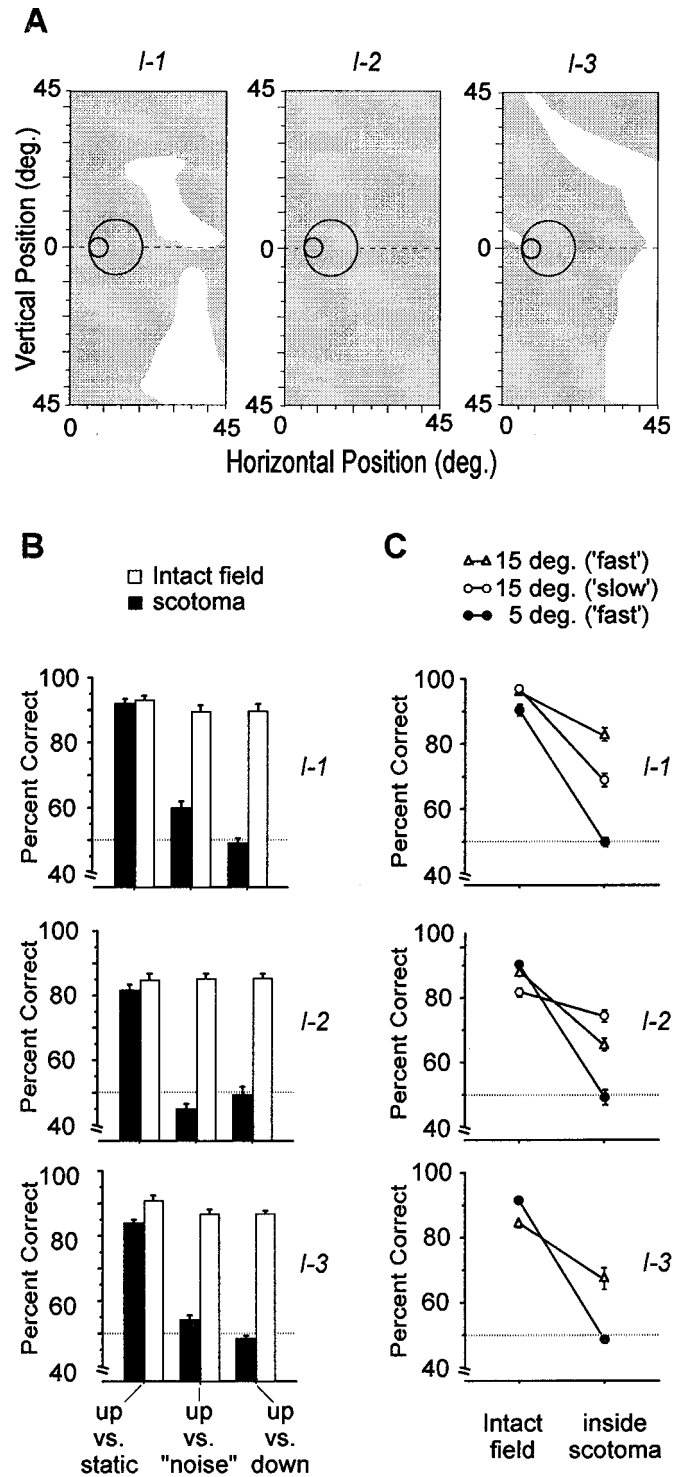 A
I-1 I-2 I-3
45 45 45
Vertical Position (deg.)
0 0 0
45 45 45
0 45 0 45 0 45
Horizontal Position (deg.)
B
Intact field
scotoma
C
15 deg. ('fast')
15 deg. ('slow')
5 deg. ('fast')
100
80
60
40
Percent Correct
I-1
100
80
60
40
Percent Correct
I-1
100
80
60
40
Percent Correct
I-2
100
80
60
40
Percent Correct
I-2
100
80
60
40
Percent Correct
I-3
100
80
60
40
Percent Correct
I-3
up vs. static
up vs. "noise"
up vs. down
Intact field
inside scotoma